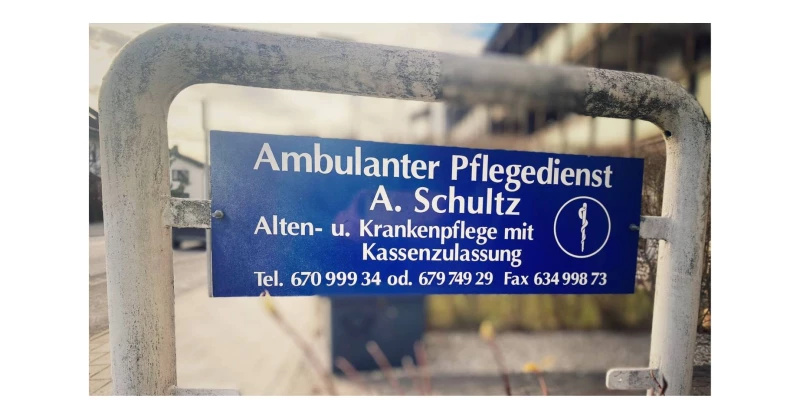 Ambulanter Pflegedienst
A. Schultz
Alten- u. Krankenpflege mit
Kassenzulassung
Tel. 670 999 34 od. 679 749 29 Fax 634 998 73